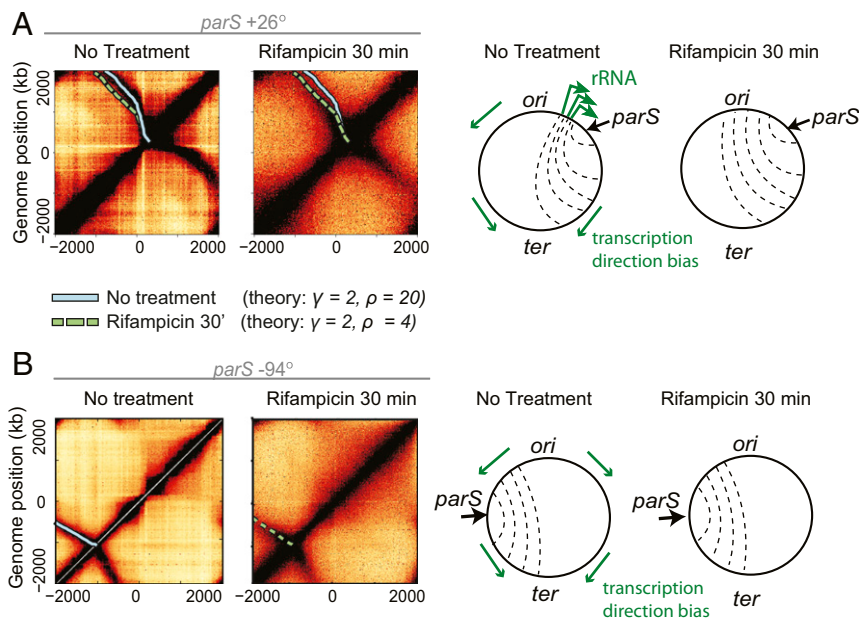 A
parS +26°
No Treatment
Rifampicin 30 min
No Treatment
Rifampicin 30 min
Genome position (kb)
2000
0
−2000
−2000
0
2000
−2000
0
2000
ori
rRNA
parS
ter
transcription
direction bias
ori
parS
ter
No treatment (theory: γ = 2, ρ = 20)
Rifampicin 30' (theory: γ = 2, ρ = 4)
B
parS -94°
No treatment
Rifampicin 30 min
No Treatment
Rifampicin 30 min
Genome position (kb)
2000
0
−2000
−2000
0
2000
−2000
0
2000
ori
parS
ter
transcription
direction bias
ori
parS
ter